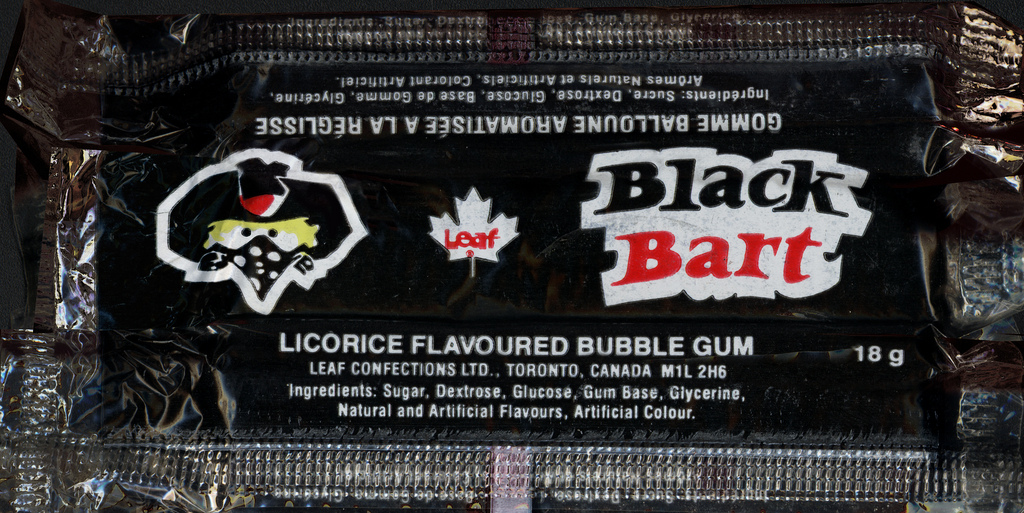 Arômes Naturels et Artificiels, Colorant Artificiel.
Ingrédients: Sucre, Dextrose, Glucose, Base de Gomme, Glycérine,
GOMME BALLOUNE AROMATISÉE A LA RÉGLISSE
Leaf
Black
Bart
LICORICE FLAVOURED BUBBLE GUM
18 g
LEAF CONFECTIONS LTD., TORONTO, CANADA M1L 2H6
Ingredients: Sugar, Dextrose, Glucose, Gum Base, Glycerine,
Natural and Artificial Flavours, Artificial Colour.